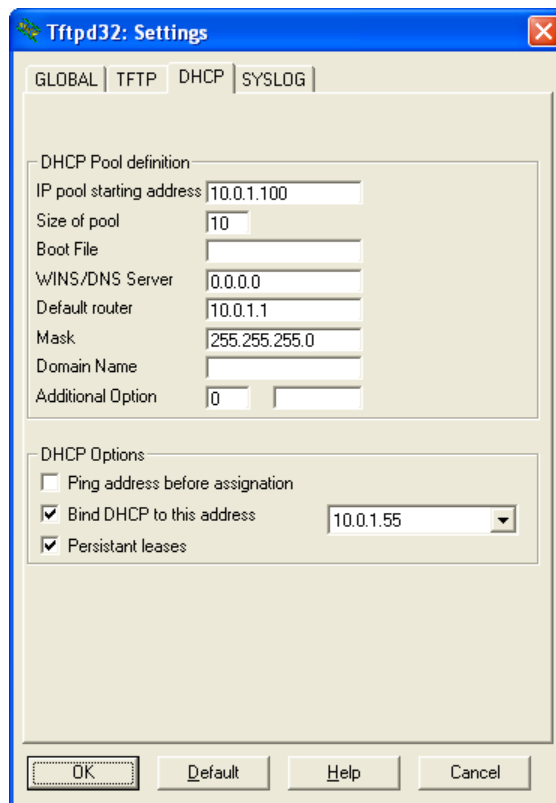 Tftpd32: Settings
GLOBAL TFTP DHCP SYSLOG
DHCP Pool definition
IP pool starting address 10.0.1.100
Size of pool 10
Boot File
WINS/DNS Server 0.0.0.0
Default router 10.0.1.1
Mask 255.255.255.0
Domain Name
Additional Option 0
DHCP Options
Ping address before assignation
Bind DHCP to this address 10.0.1.55
Persistant leases
OK Default Help Cancel